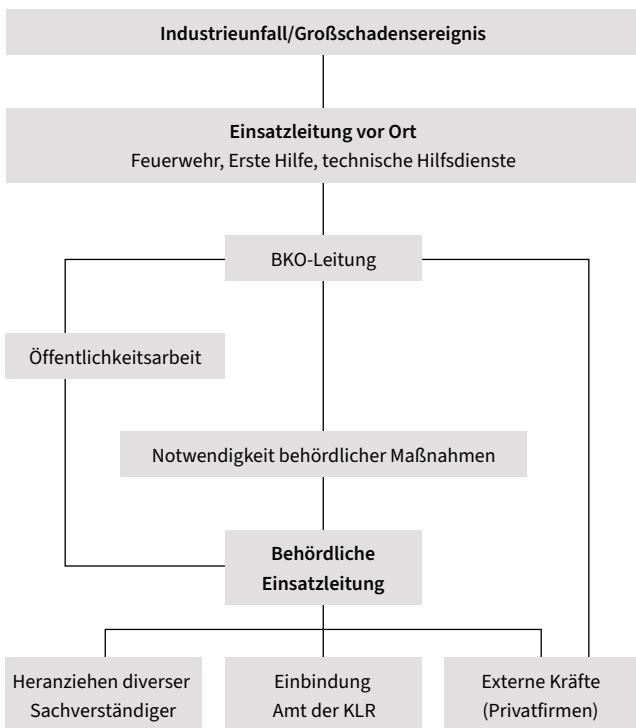 Industrieunfall/Großschadensereignis
Einsatzleitung vor Ort
Feuerwehr, Erste Hilfe, technische Hilfsdienste
BKO-Leitung
Öffentlichkeitsarbeit
Notwendigkeit behördlicher Maßnahmen
Behördliche
Einsatzleitung
Heranziehen diverser
Sachverständiger
Einbindung
Amt der KLR
Externe Kräfte
(Privatfirmen)